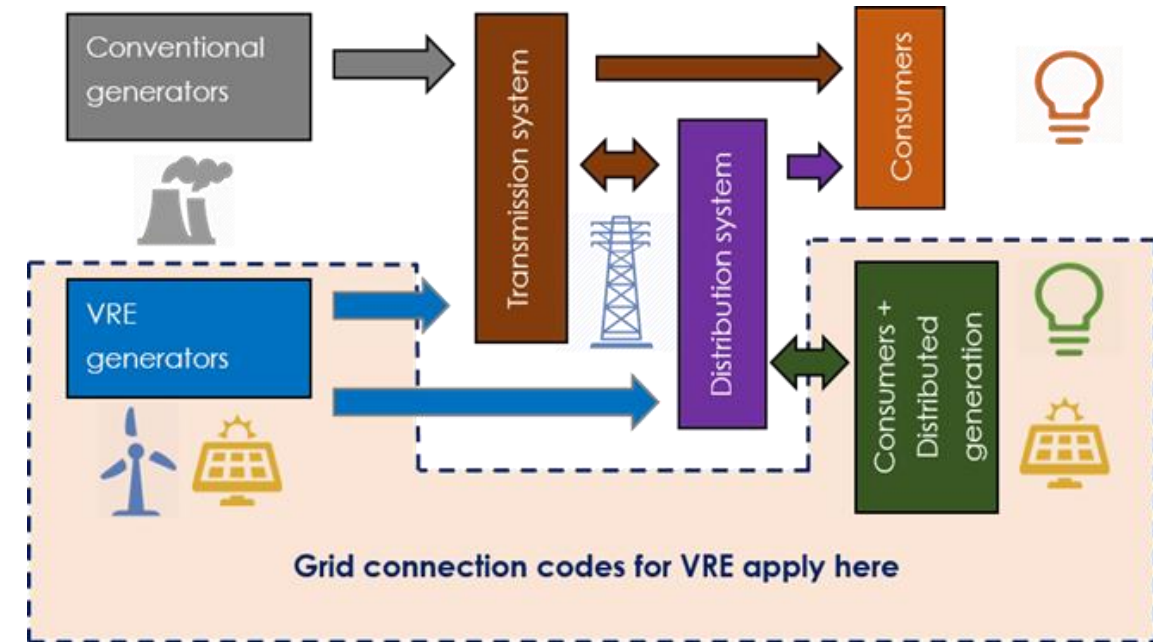 Conventional
generators
Transmission system
Consumers
Distribution system
VRE
generators
Consumers +
Distributed
generation
Grid connection codes for VRE apply here